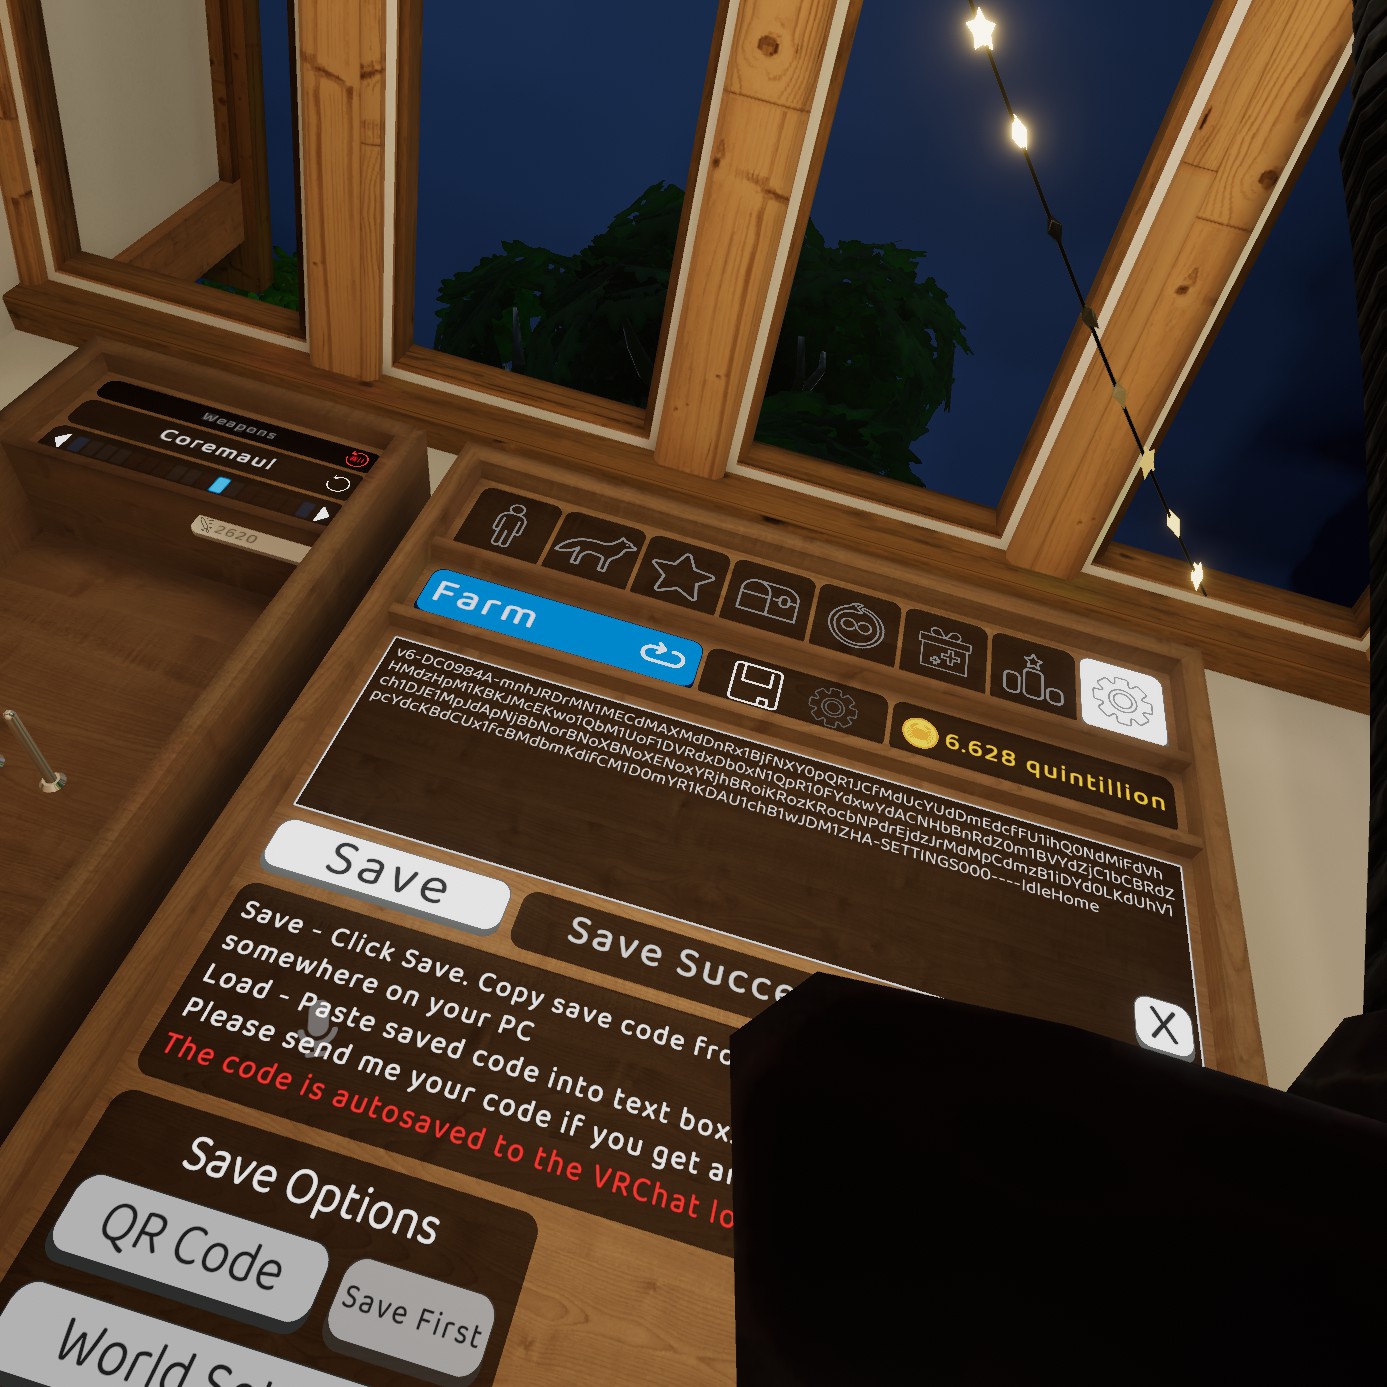 Weapons
Coremaul
2620
Farm
6.628 quintillion
v6-DC0984A-mnhJRDrMN1MECdMAXMdDnRx1BjfNXY0pQR1JCfMdUcYUdDmEdcfFU1ihQ0NdMiFdVh
HMdzHpM1KBKJMcEKwo1QbM1UoF1DVRdxDb0xN1QpR10FYdxwYdACNHbBnRdZ0m1BVYdzjC1bCBRdZ
ch1DJE1MpJdApNjBbNorBNoXBNoXENoxYRjhBRoiKRozKRocbNPdrEjdzJrMdMpCdmzB1iDYd0LKdUhV1
pcYdcKBdCUx1fcBMdbmKdifCM1D0mYR1KDAU1chB1wJDM1ZHA-SETTINGS000----IdleHome
Save
Save Succe
X
Save - Click Save. Copy save code fro
somewhere on your PC
Load - Paste saved code into text box.
Please send me your code if you get an
The code is autosaved to the VRChat lo
Save Options
QR Code
Save First
World